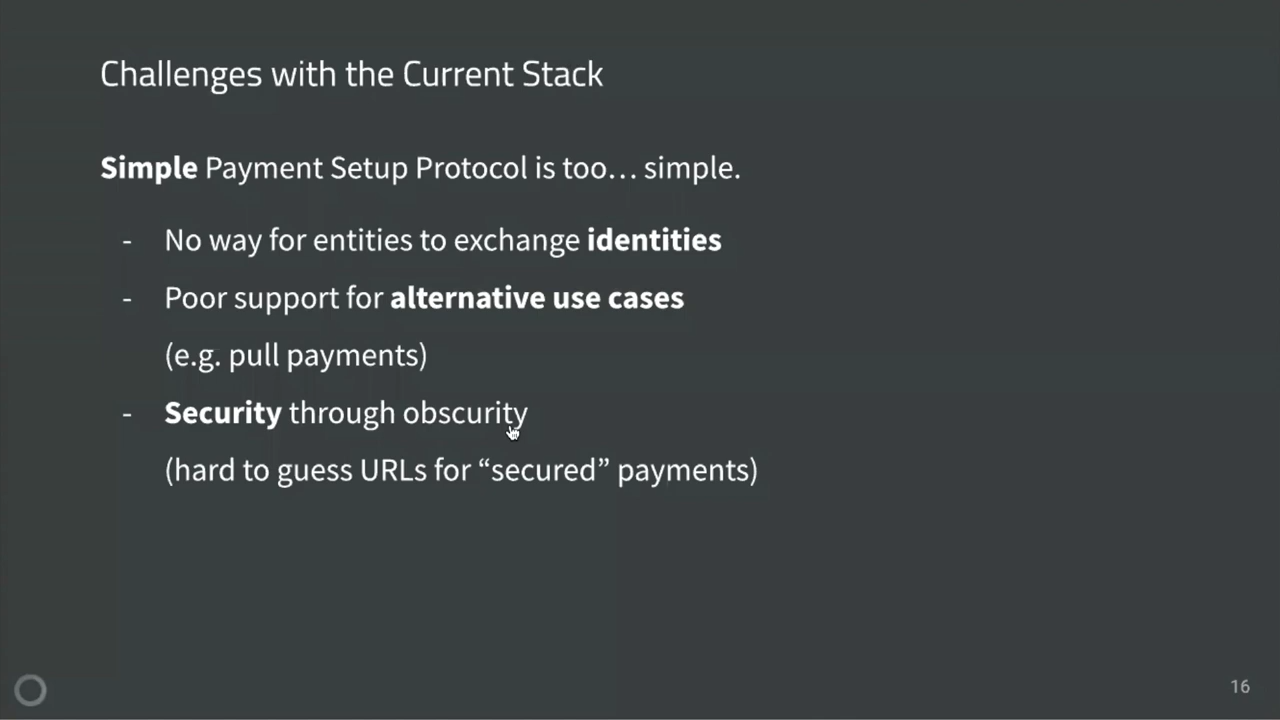 Challenges with the Current Stack
Simple Payment Setup Protocol is too… simple.
- No way for entities to exchange identities
- Poor support for alternative use cases
(e.g. pull payments)
- Security through obscurity
(hard to guess URLs for “secured” payments)
16